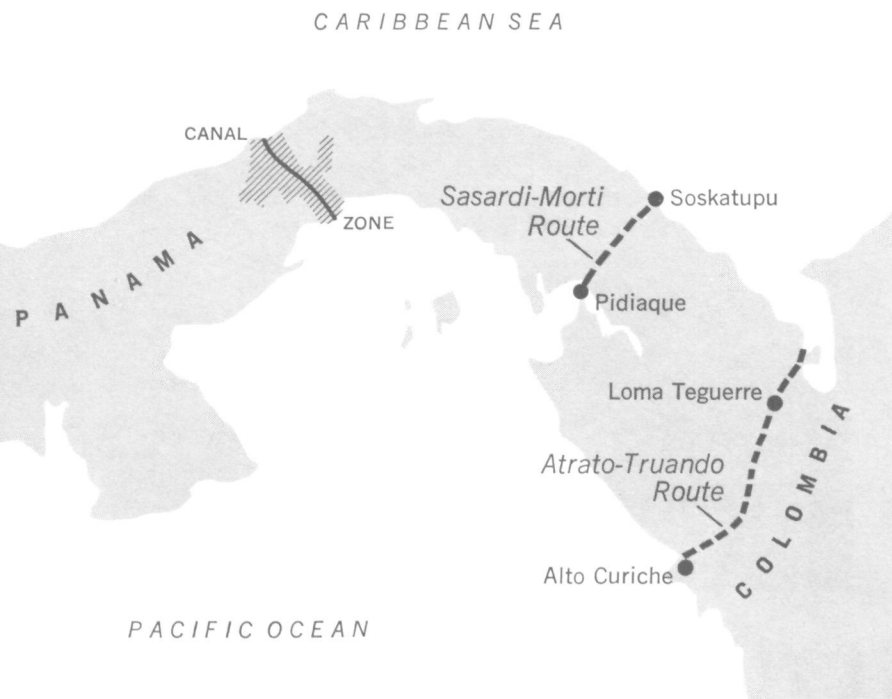 CARIBBEAN SEA
CANAL
ZONE
Sasardi-Morti
Route
Soskatupu
PANAMA
Pidiaque
Loma Teguerre
Atrato-Truando
Route
COLOMBIA
Alto Curiche
PACIFIC OCEAN